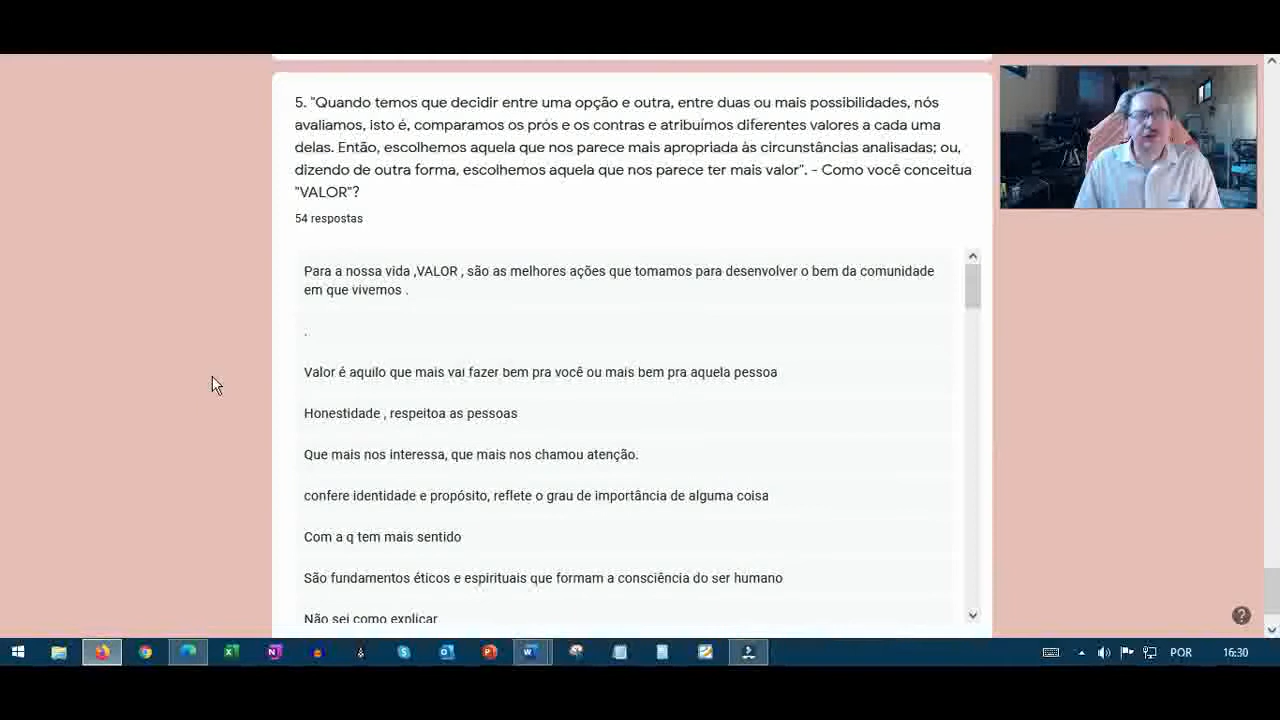 5. "Quando temos que decidir entre uma opção e outra, entre duas ou mais possibilidades, nós
avaliamos, isto é, comparamos os prós e os contras e atribuímos diferentes valores a cada uma
delas. Então, escolhemos aquela que nos parece mais apropriada às circunstâncias analisadas; ou,
dizendo de outra forma, escolhemos aquela que nos parece ter mais valor". - Como você conceitua
"VALOR"?
54 respostas
Para a nossa vida ,VALOR , são as melhores ações que tomamos para desenvolver o bem da comunidade
em que vivemos .
.
Valor é aquilo que mais vai fazer bem pra você ou mais bem pra aquela pessoa
Honestidade , respeitoa as pessoas
Que mais nos interessa, que mais nos chamou atenção.
confere identidade e propósito, reflete o grau de importância de alguma coisa
Com a q tem mais sentido
São fundamentos éticos e espirituais que formam a consciência do ser humano
Não sei como explicar
POR
16:30